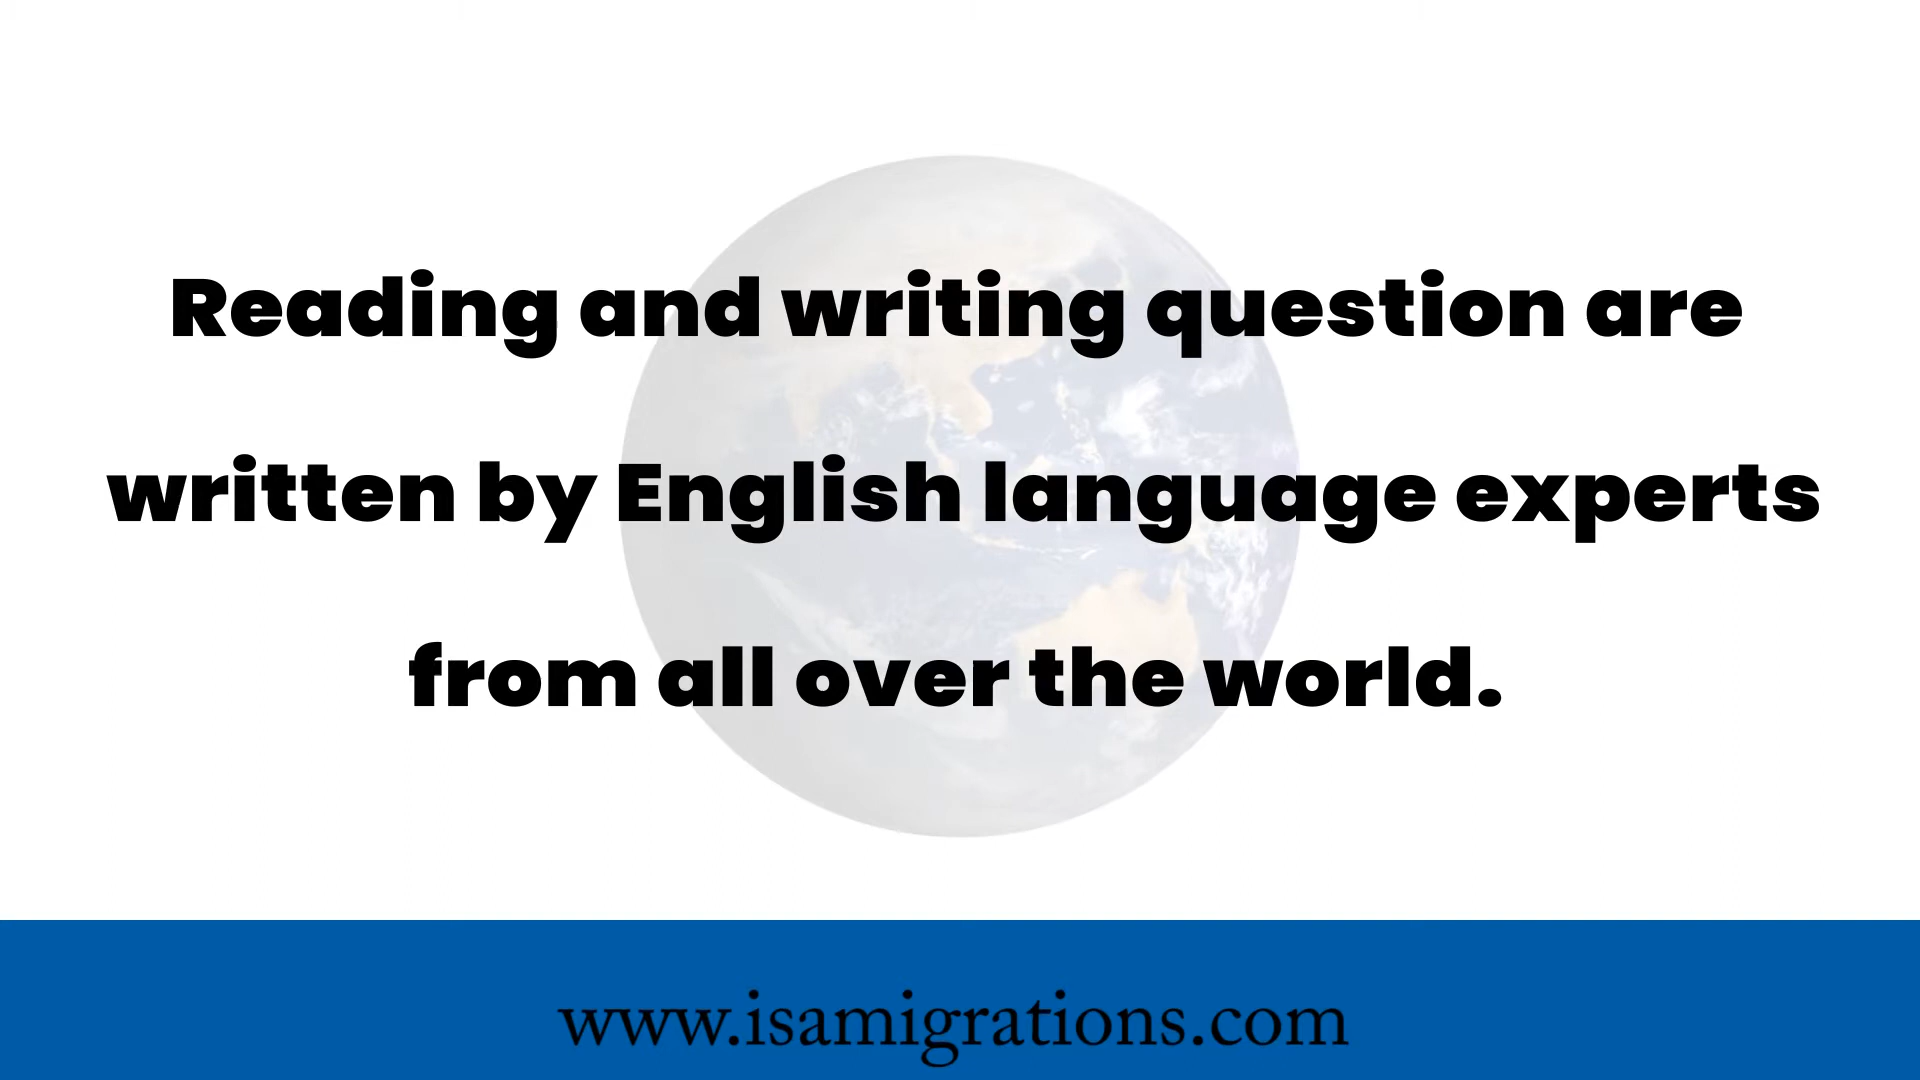 Reading and writing question are
written by English language experts
from all over the world.
www.isamigrations.com